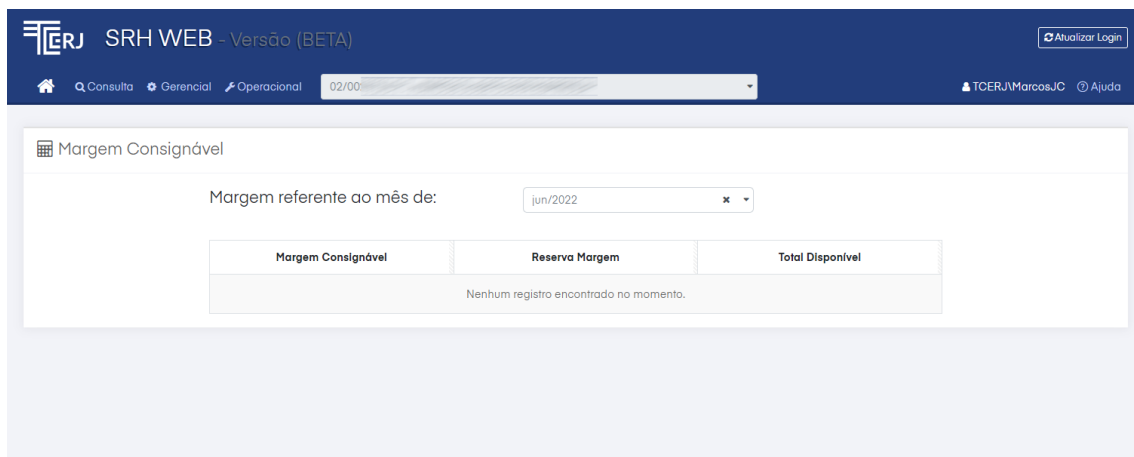 TCERJ SRH WEB - Versão (BETA)
Atualizar Login
Consulta Gerencial Operacional 02/00 TCERJ\MarcosJC Ajuda
Margem Consignável
Margem referente ao mês de: jun/2022
Margem Consignável Reserva Margem Total Disponível
Nenhum registro encontrado no momento.